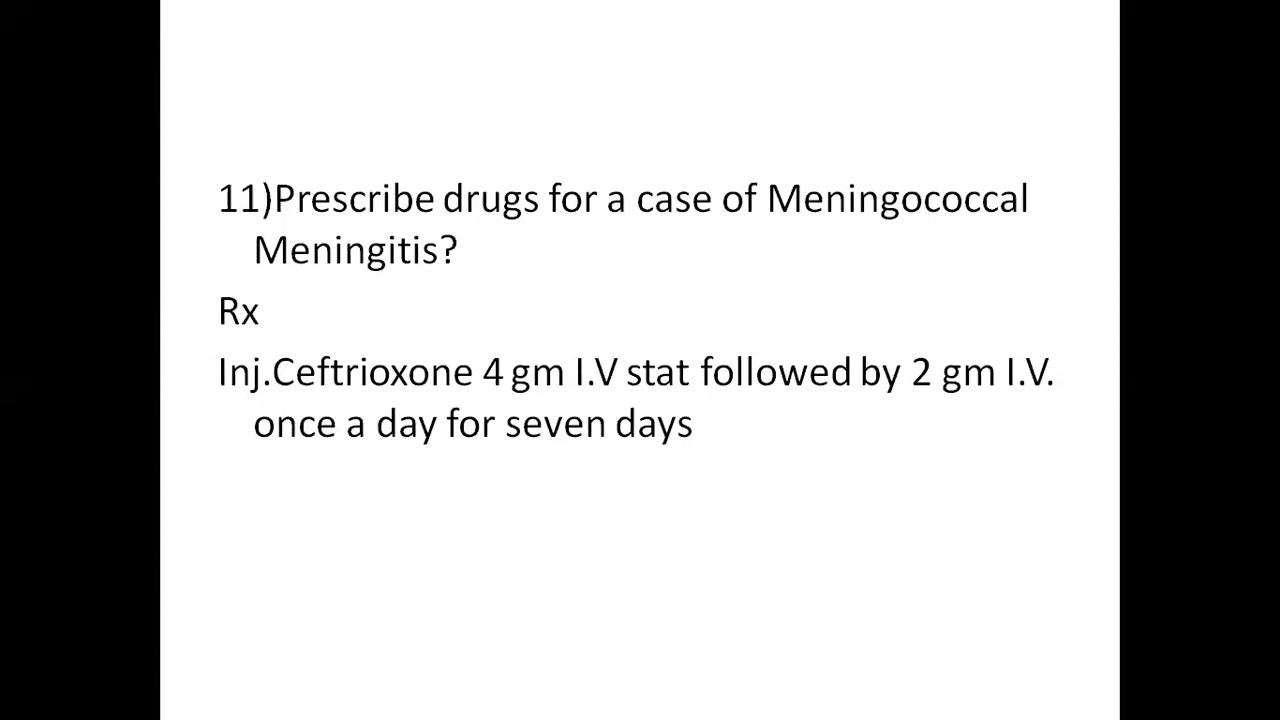 11)Prescribe drugs for a case of Meningococcal
Meningitis?
Rx
Inj.Ceftrioxone 4 gm I.V stat followed by 2 gm I.V.
once a day for seven days